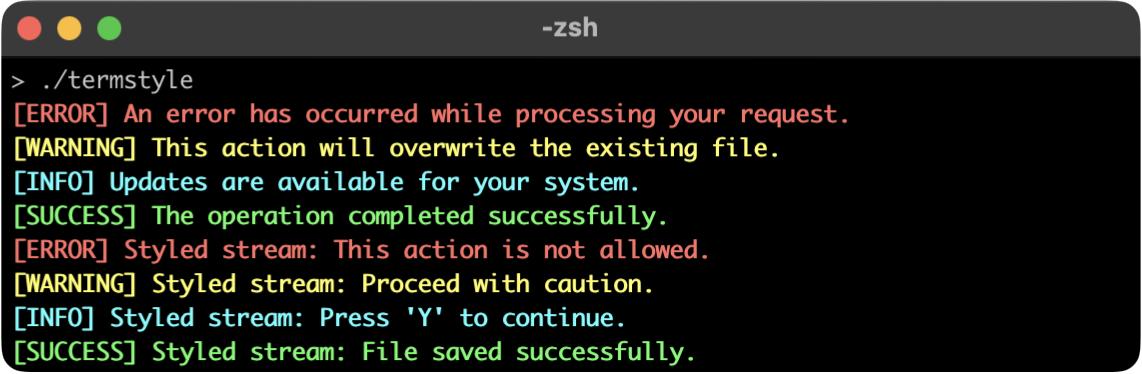 -zsh
> ./termstyle
[ERROR] An error has occurred while processing your request.
[WARNING] This action will overwrite the existing file.
[INFO] Updates are available for your system.
[SUCCESS] The operation completed successfully.
[ERROR] Styled stream: This action is not allowed.
[WARNING] Styled stream: Proceed with caution.
[INFO] Styled stream: Press 'Y' to continue.
[SUCCESS] Styled stream: File saved successfully.